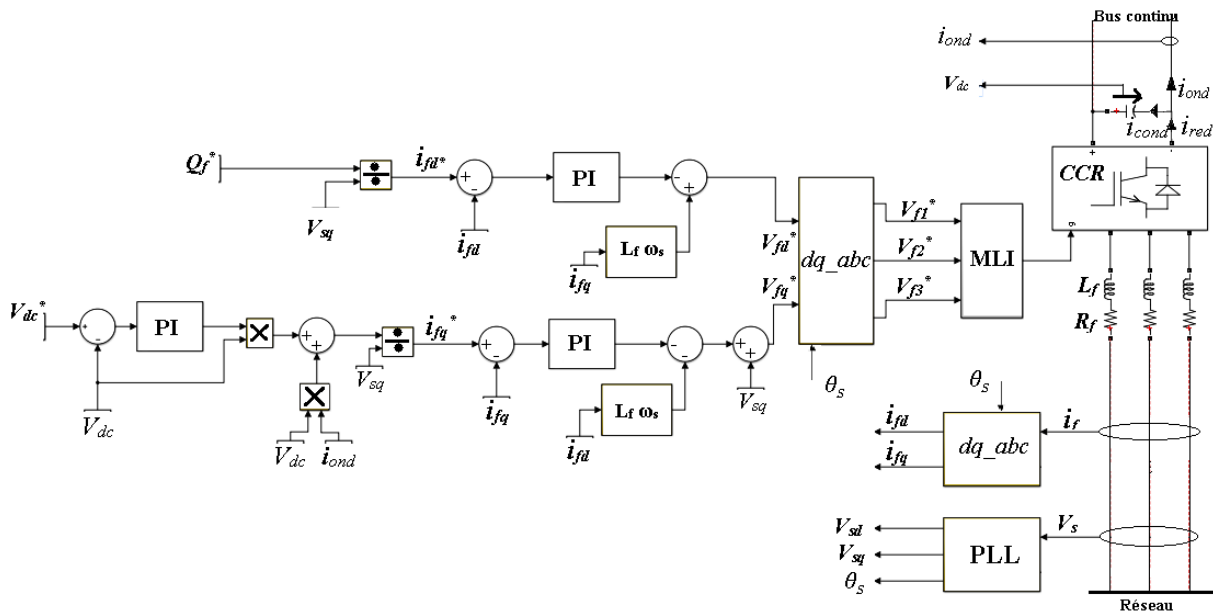 Bus continu
i_ond
V_dc
i_ond
i_cond
i_red
+
-
CCR
g
Q_f*
÷
i_fd*
+
-
PI
-
+
V_sq
i_fd
L_f ω_s
i_fq
V_fd*
dq_abc
V_f1*
V_f2*
V_f3*
MLI
V_fq*
L_f
R_f
V_dc*
+
-
PI
×
+
+
÷
i_fq*
+
-
PI
-
-
+
+
V_sq
×
i_fq
L_f ω_s
V_sq
θ_s
V_dc
V_dc
i_ond
i_fd
θ_s
i_fd
i_fq
dq_abc
i_f
V_sd
V_sq
θ_s
PLL
V_s
Réseau